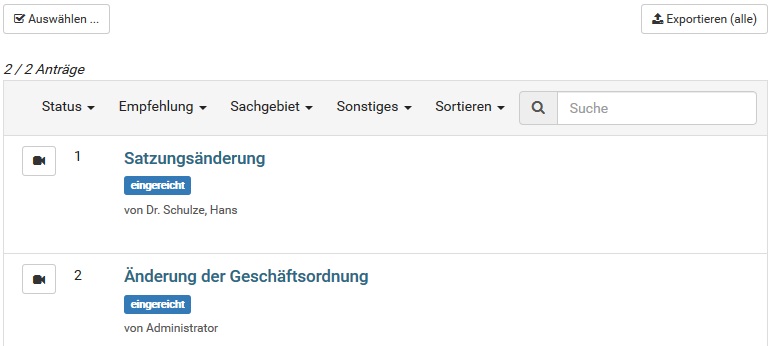 Auswählen ...
Exportieren (alle)
2 / 2 Anträge
Status Empfehlung Sachgebiet Sonstiges Sortieren Suche
1 Satzungsänderung
eingereicht
von Dr. Schulze, Hans
2 Änderung der Geschäftsordnung
eingereicht
von Administrator